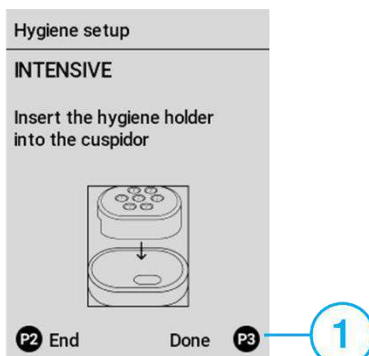 Hygiene setup
INTENSIVE
Insert the hygiene holder
into the cuspidor
P2 End Done P3
1